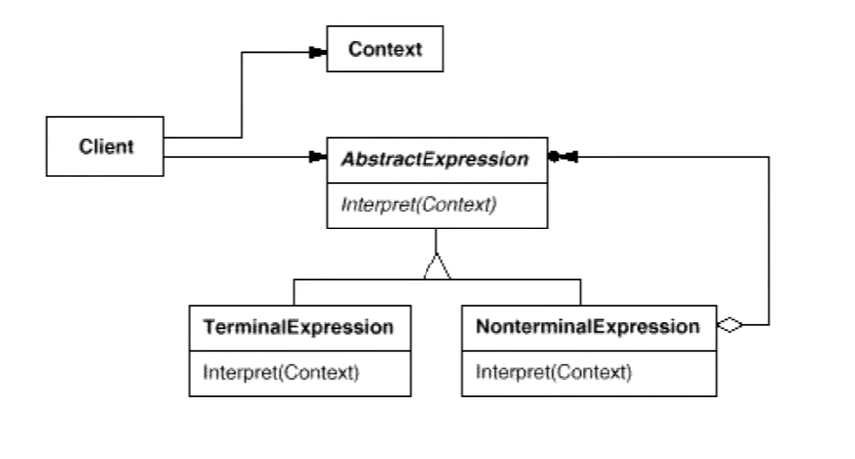 Context
Client
AbstractExpression
Interpret(Context)
TerminalExpression
Interpret(Context)
NonterminalExpression
Interpret(Context)